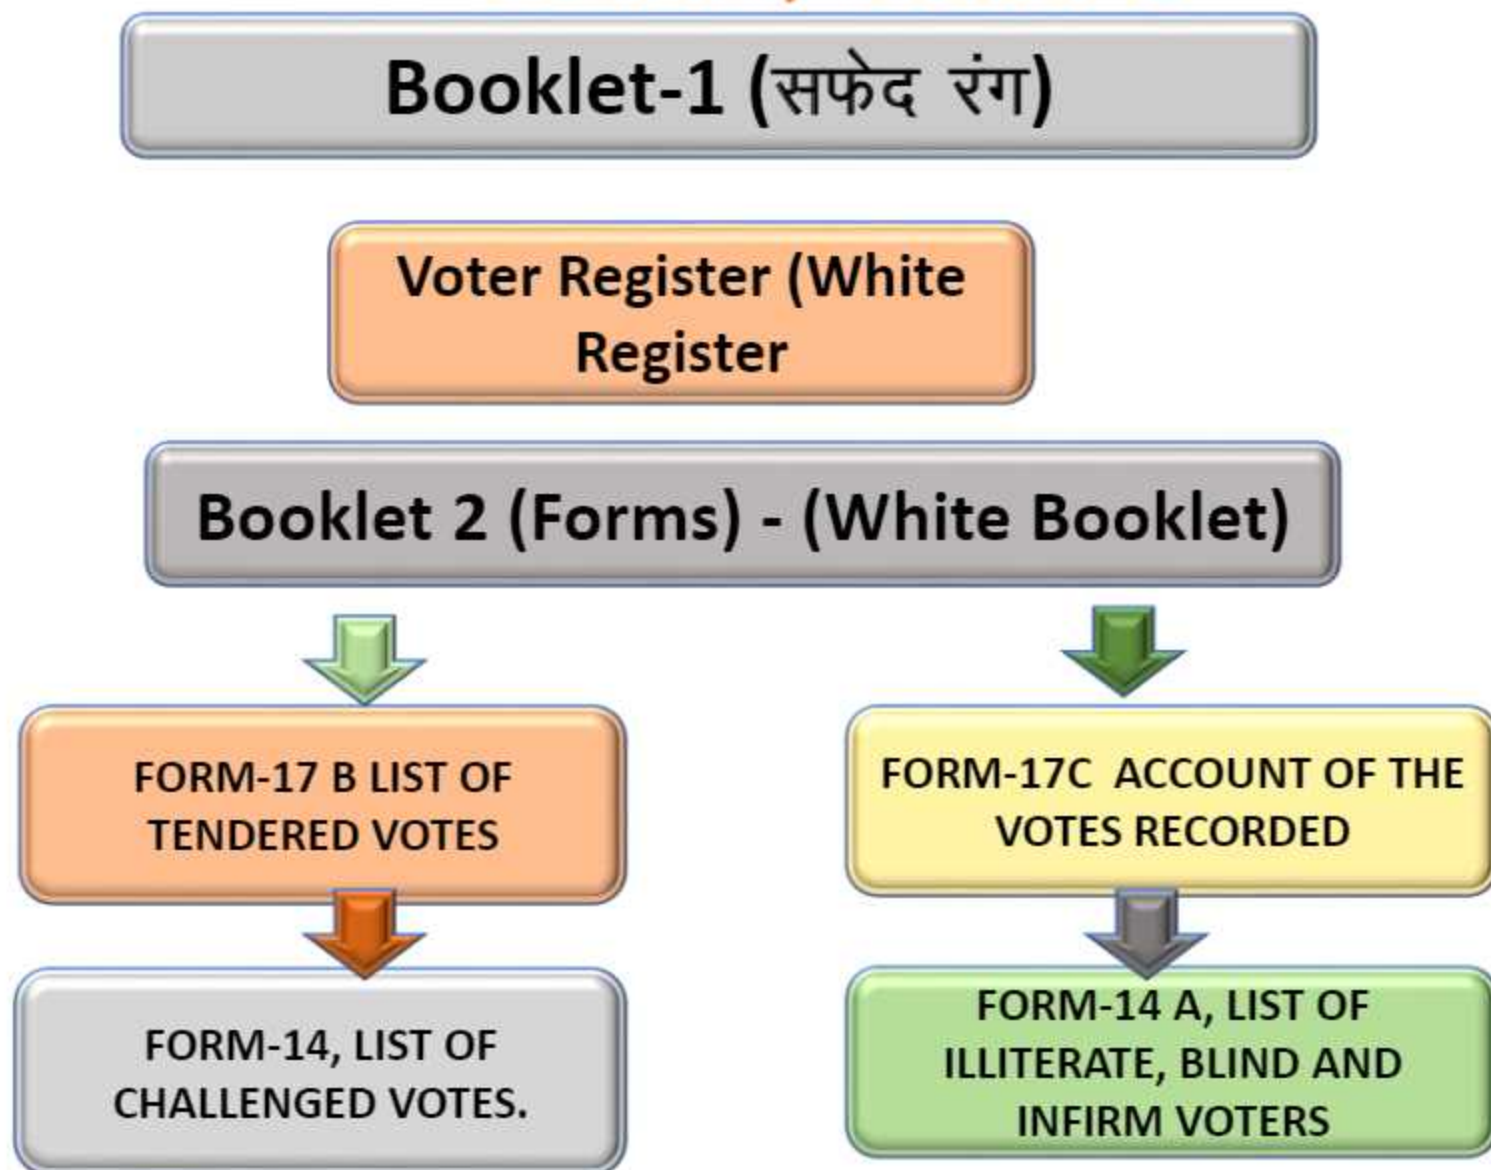 Booklet-1 (सफेद रंग)
Voter Register (White
Register
Booklet 2 (Forms) - (White Booklet)
FORM-17 B LIST OF
TENDERED VOTES
FORM-17C ACCOUNT OF THE
VOTES RECORDED
FORM-14, LIST OF
CHALLENGED VOTES.
FORM-14 A, LIST OF
ILLITERATE, BLIND AND
INFIRM VOTERS